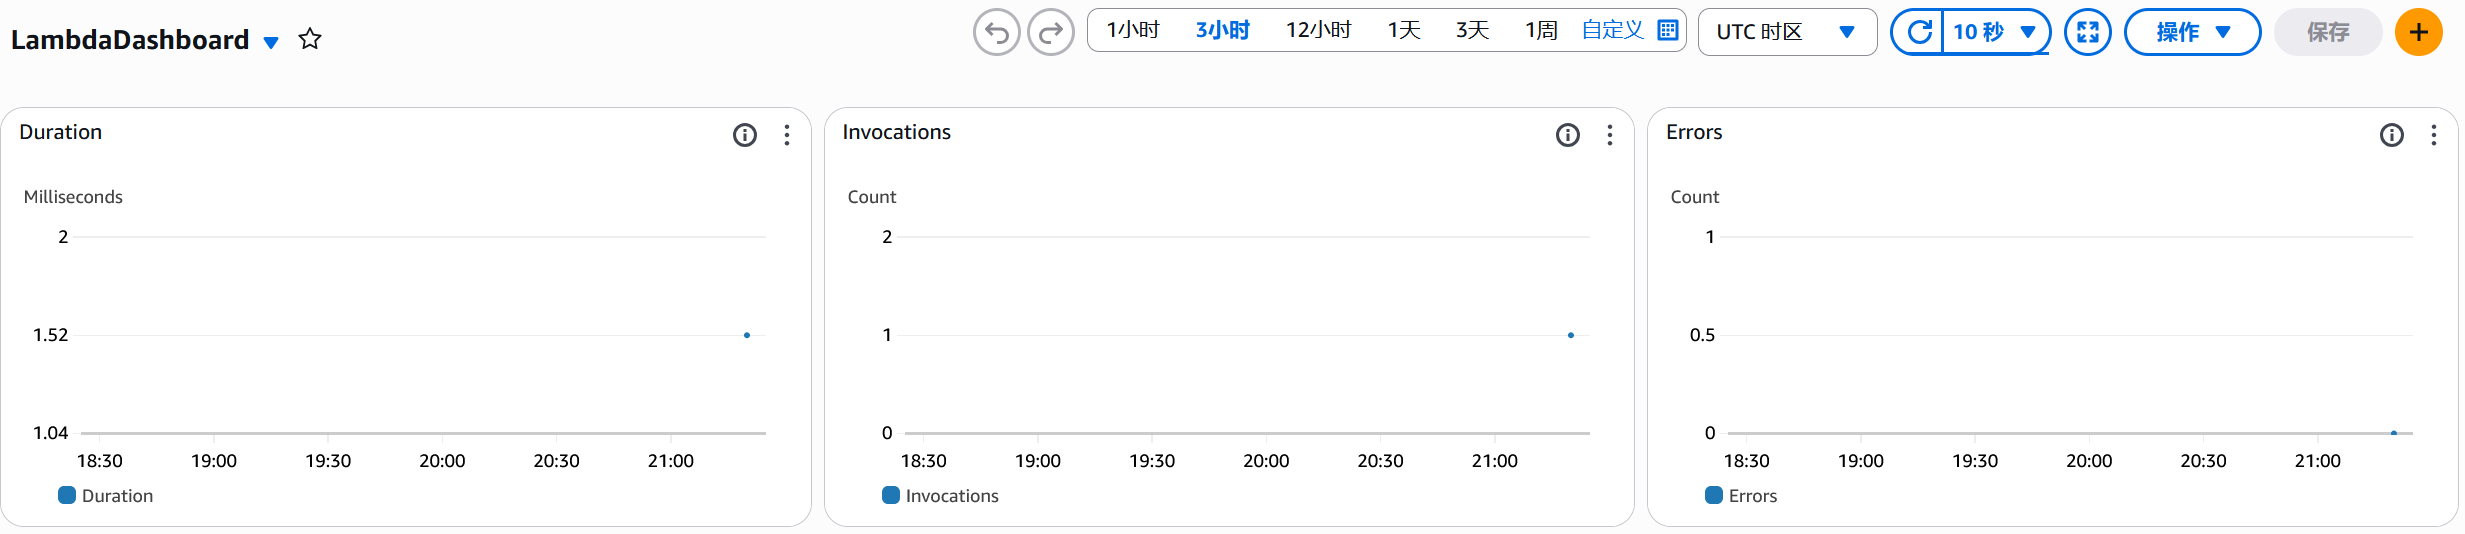 LambdaDashboard
1小时 3小时 12小时 1天 3天 1周 自定义
UTC 时区
10 秒
操作
保存
Duration
Milliseconds
2
1.52
1.04
18:30 19:00 19:30 20:00 20:30 21:00
Duration
Invocations
Count
2
1
0
18:30 19:00 19:30 20:00 20:30 21:00
Invocations
Errors
Count
1
0.5
0
18:30 19:00 19:30 20:00 20:30 21:00
Errors